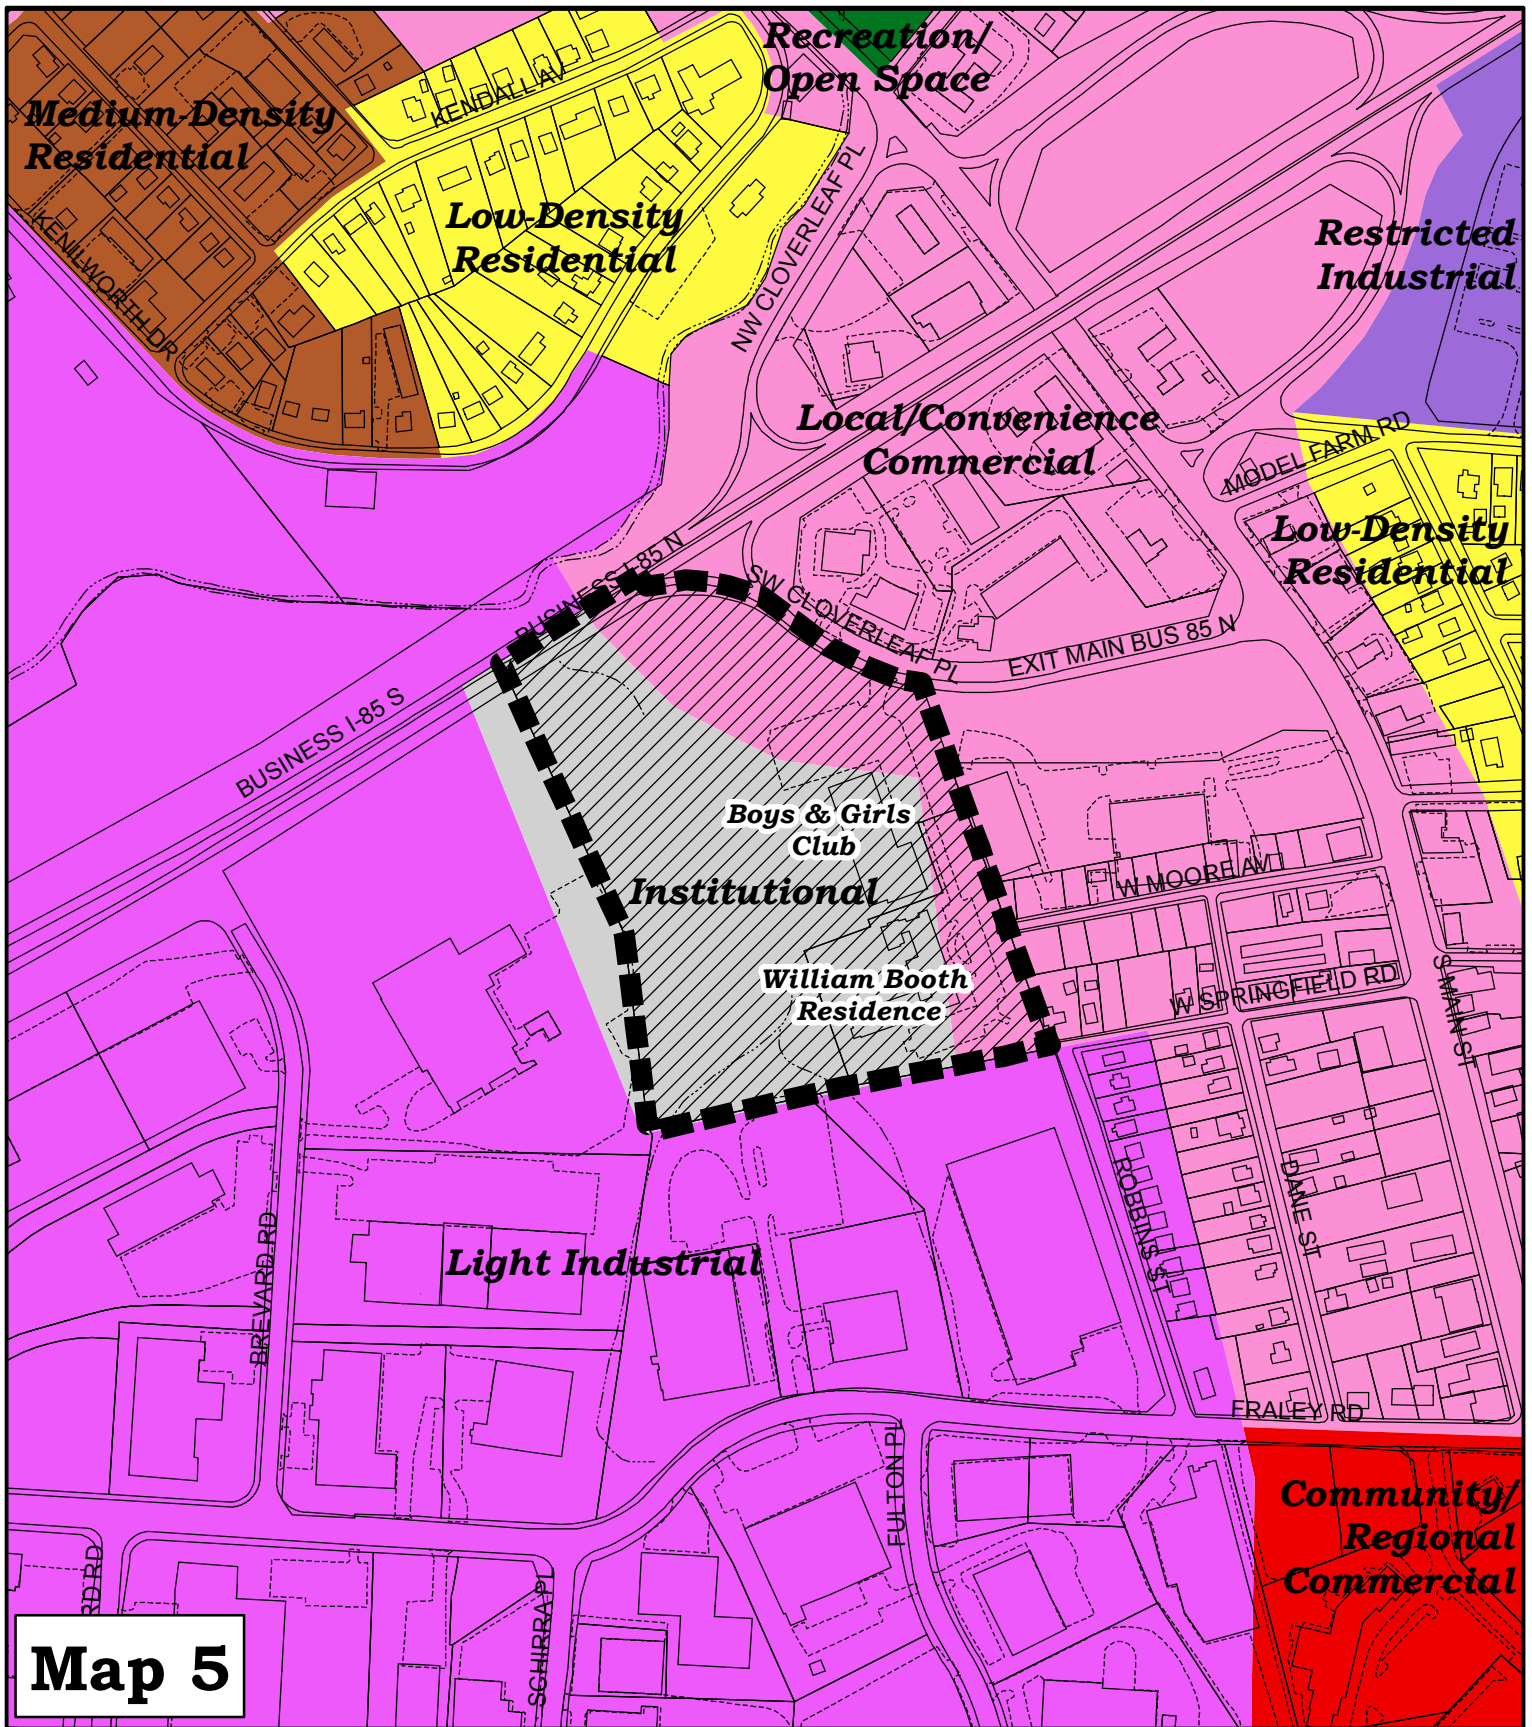 Recreation/
Open Space
Medium-Density
Residential
KENDALL AV
Low-Density
Residential
KENILWORTH DR
NW CLOVERLEAF PL
Restricted
Industrial
Local/Convenience
Commercial
MODEL FARM RD
Low-Density
Residential
BUSINESS I-85 N
SW CLOVERLEAF PL
EXIT MAIN BUS 85 N
BUSINESS I-85 S
Boys & Girls
Club
Institutional
W MOORE AV
William Booth
Residence
W SPRINGFIELD RD
S MAIN ST
ROBBINS ST
DANE ST
BREVARD RD
Light Industrial
FRALEY RD
FULTON PL
Community/
Regional
Commercial
RD RD
SCHIRRA PL
Map 5